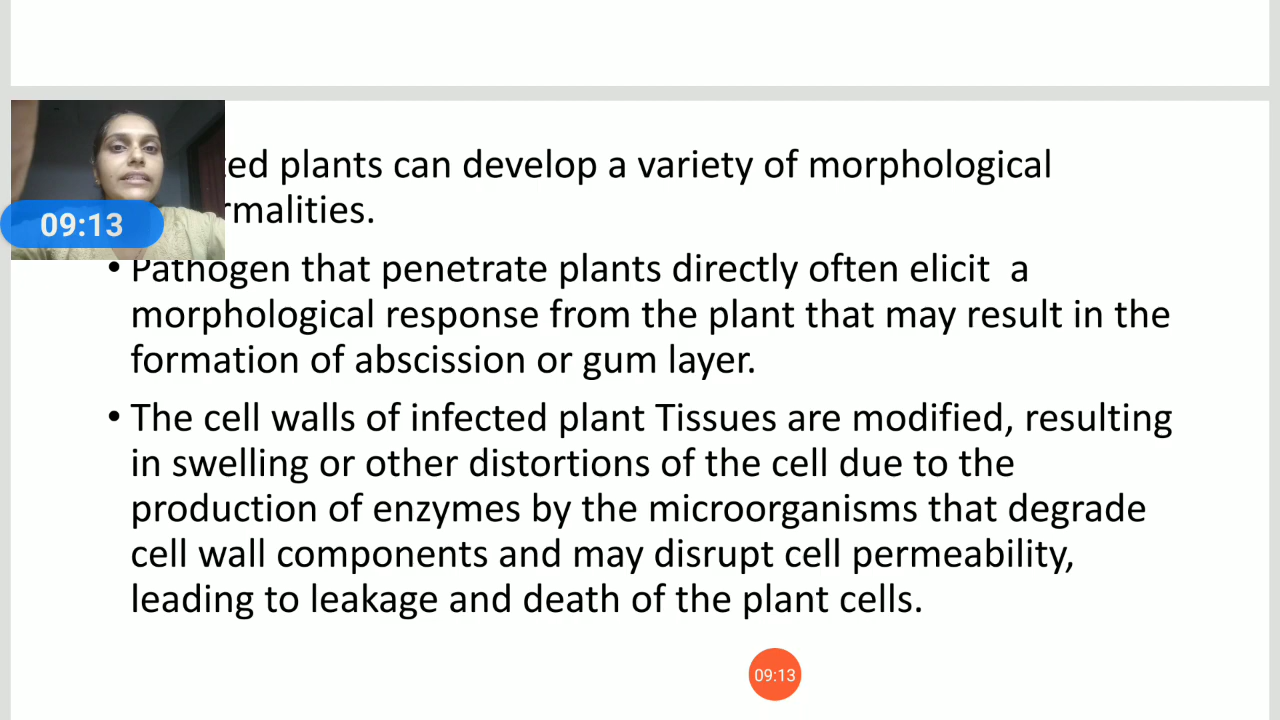 plants can develop a variety of morphological
09:13
• Pathogen that penetrate plants directly often elicit a
morphological response from the plant that may result in the
formation of abscission or gum layer.
• The cell walls of infected plant Tissues are modified, resulting
in swelling or other distortions of the cell due to the
production of enzymes by the microorganisms that degrade
cell wall components and may disrupt cell permeability,
leading to leakage and death of the plant cells.
09:13